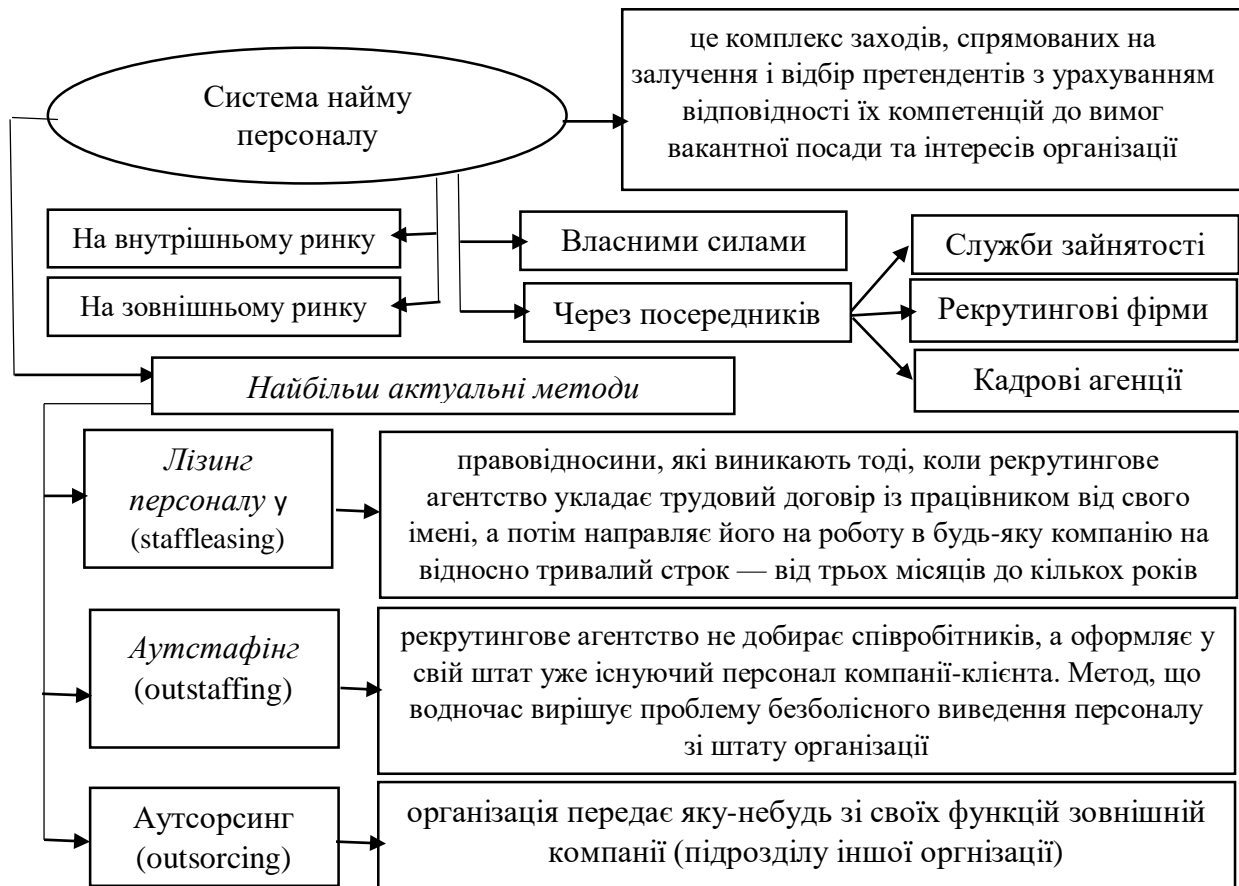 Система найму
персоналу
це комплекс заходів, спрямованих на
залучення і відбір претендентів з урахуванням
відповідності їх компетенцій до вимог
вакантної посади та інтересів організації
На внутрішньому ринку
На зовнішньому ринку
Власними силами
Через посередників
Служби зайнятості
Рекрутингові фірми
Кадрові агенції
Найбільш актуальні методи
Лізинг
персоналу у
(staffleasing)
правовідносини, які виникають тоді, коли рекрутингове
агентство укладає трудовий договір із працівником від свого
імені, а потім направляє його на роботу в будь-яку компанію на
відносно тривалий строк — від трьох місяців до кількох років
Аутстафінг
(outstaffing)
рекрутингове агентство не добирає співробітників, а оформляє у
свій штат уже існуючий персонал компанії-клієнта. Метод, що
водночас вирішує проблему безболісного виведення персоналу
зі штату організації
Аутсорсинг
(outsorcing)
організація передає яку-небудь зі своїх функцій зовнішній
компанії (підрозділу іншої оргнізації)